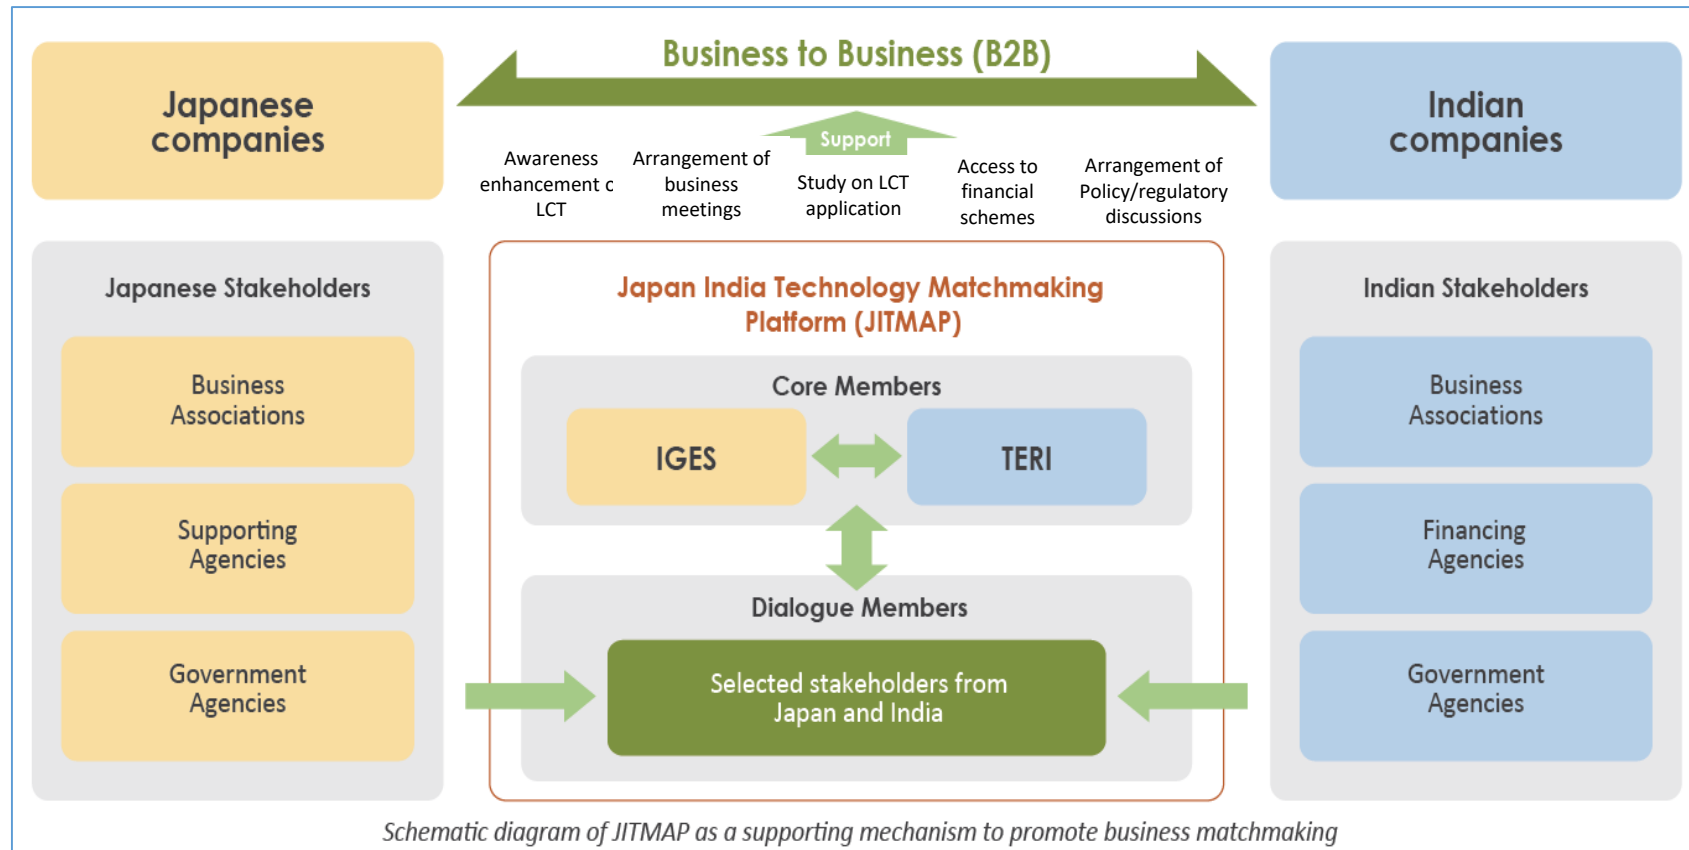 Business to Business (B2B)
Japanese
companies
Indian
companies
Support
Awareness
enhancement
LCT
Arrangement of
business
meetings
Study on LCT
application
Access to
financial
schemes
Arrangement of
Policy/regulatory
discussions
Japanese Stakeholders
Business
Associations
Supporting
Agencies
Government
Agencies
Japan India Technology Matchmaking
Platform (JITMAP)
Core Members
IGES
TERI
Dialogue Members
Selected stakeholders from
Japan and India
Indian Stakeholders
Business
Associations
Financing
Agencies
Government
Agencies
Schematic diagram of JITMAP as a supporting mechanism to promote business matchmaking